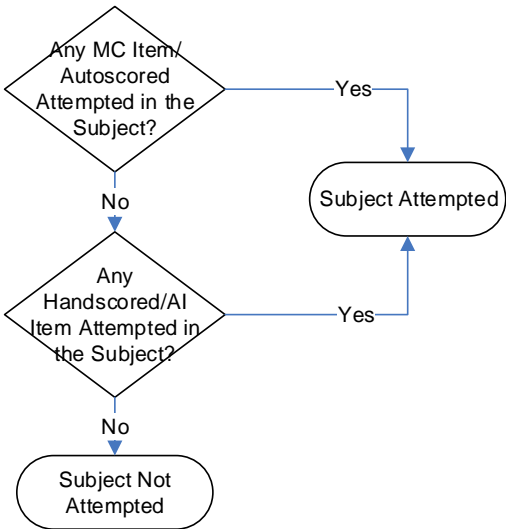 Any MC Item/
Autoscored
Attempted in the
Subject?
Yes
Subject Attempted
No
Any
Handscored/AI
Item Attempted in
the Subject?
Yes
No
Subject Not
Attempted